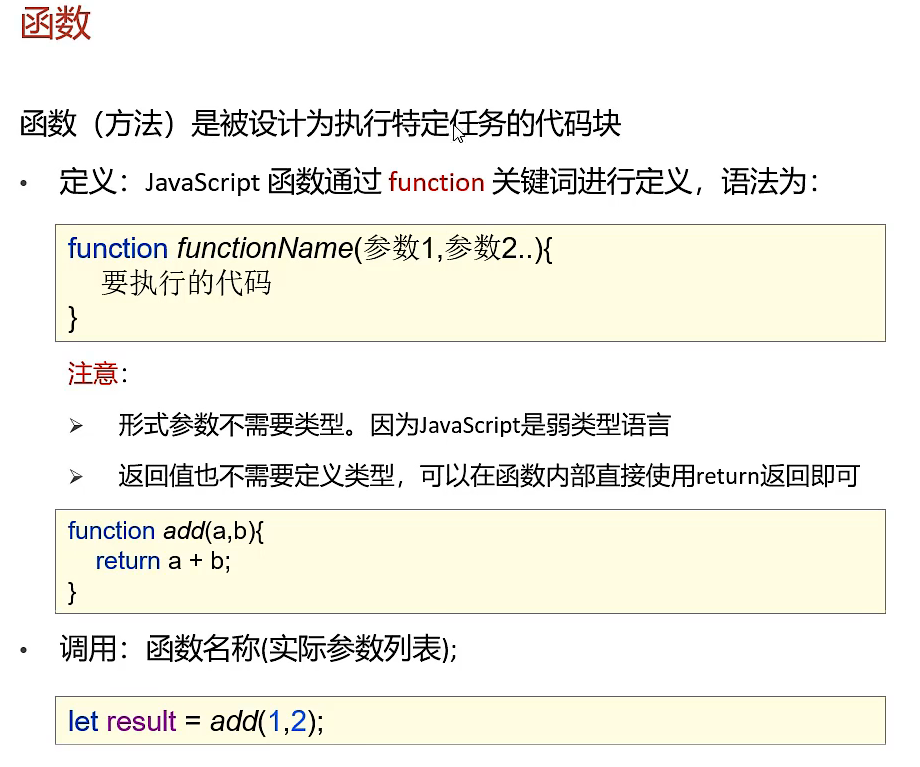 函数
函数（方法）是被设计为执行特定任务的代码块
• 定义：JavaScript 函数通过 function 关键词进行定义，语法为：
function functionName(参数1,参数2..){
要执行的代码
}
注意：
➢ 形式参数不需要类型。因为JavaScript是弱类型语言
➢ 返回值也不需要定义类型，可以在函数内部直接使用return返回即可
function add(a,b){
return a + b;
}
• 调用：函数名称(实际参数列表);
let result = add(1,2);